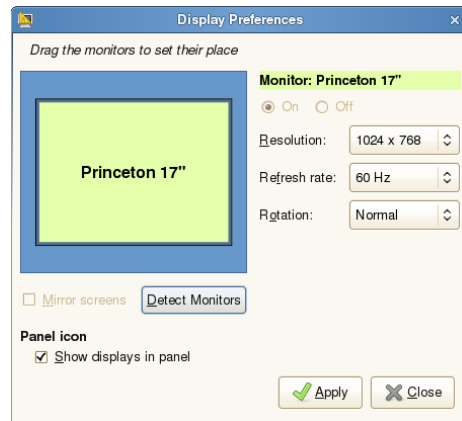 Display Preferences
Drag the monitors to set their place
Monitor: Princeton 17"
On Off
Resolution: 1024 x 768
Princeton 17"
Refresh rate: 60 Hz
Rotation: Normal
Mirror screens Detect Monitors
Panel icon
Show displays in panel
Apply Close